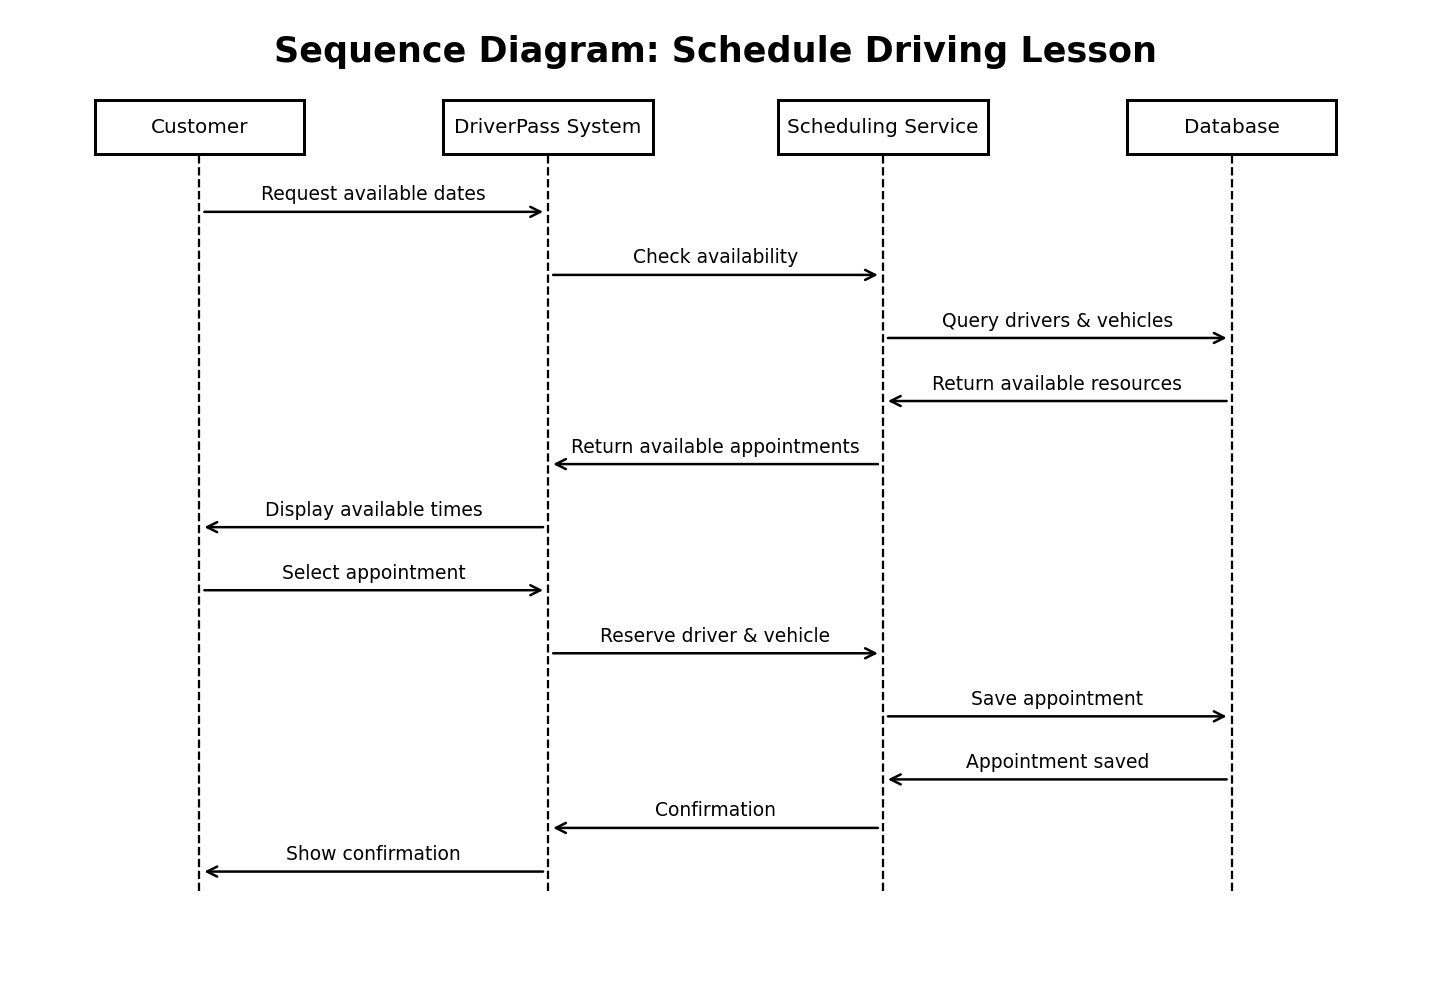 Sequence Diagram: Schedule Driving Lesson
Customer
DriverPass System
Scheduling Service
Database
Request available dates
Check availability
Query drivers & vehicles
Return available resources
Return available appointments
Display available times
Select appointment
Reserve driver & vehicle
Save appointment
Appointment saved
Confirmation
Show confirmation